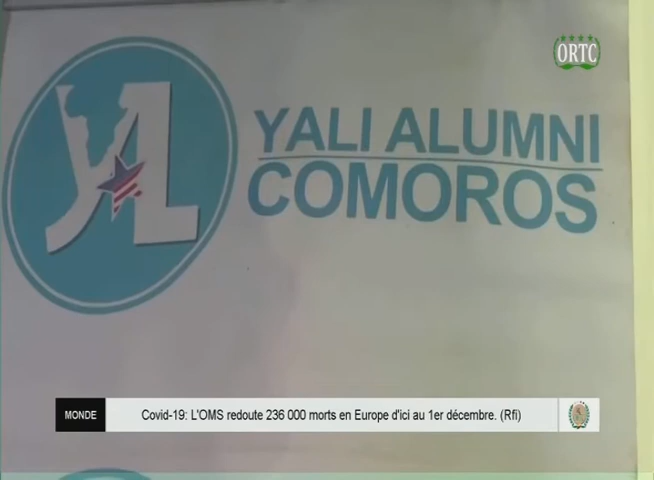 ORTC
YAL
YALI ALUMNI
COMOROS
MONDE
Covid-19: L'OMS redoute 236 000 morts en Europe d'ici au 1er décembre. (Rfi)